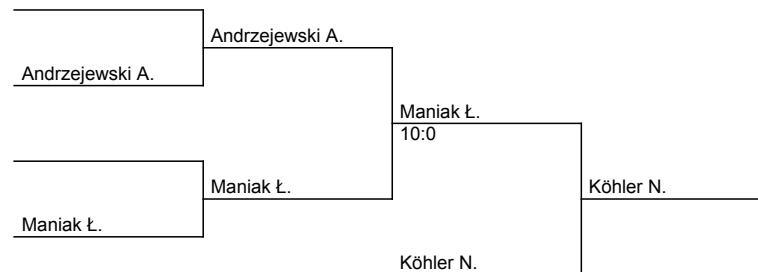 Andrzejewski A.
Andrzejewski A.
Maniak Ł.
10:0
Maniak Ł.
Köhler N.
Maniak Ł.
Köhler N.